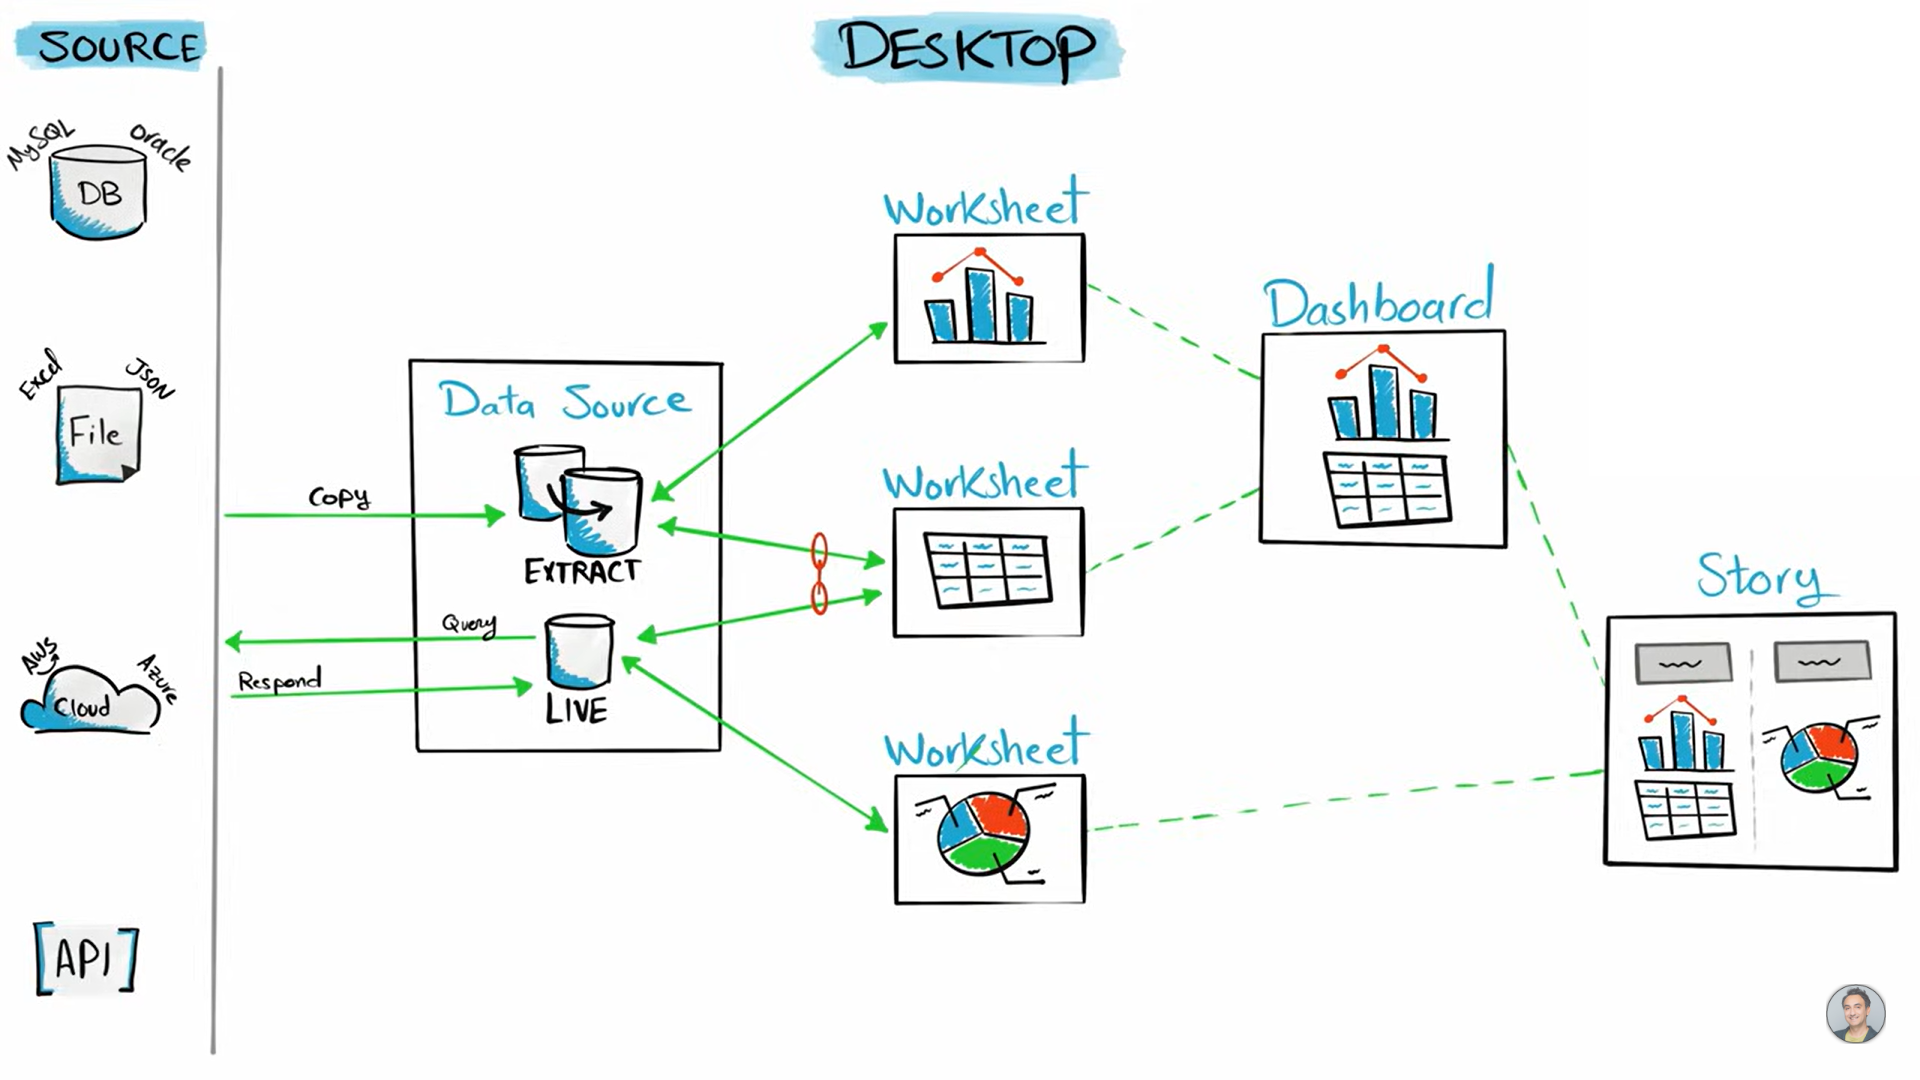 SOURCE
DESKTOP
MySQL
Oracle
DB
Excel
JSON
File
AWS
Azure
Cloud
[API]
Copy
Query
Respond
Data Source
EXTRACT
LIVE
Worksheet
Worksheet
Worksheet
Dashboard
Story